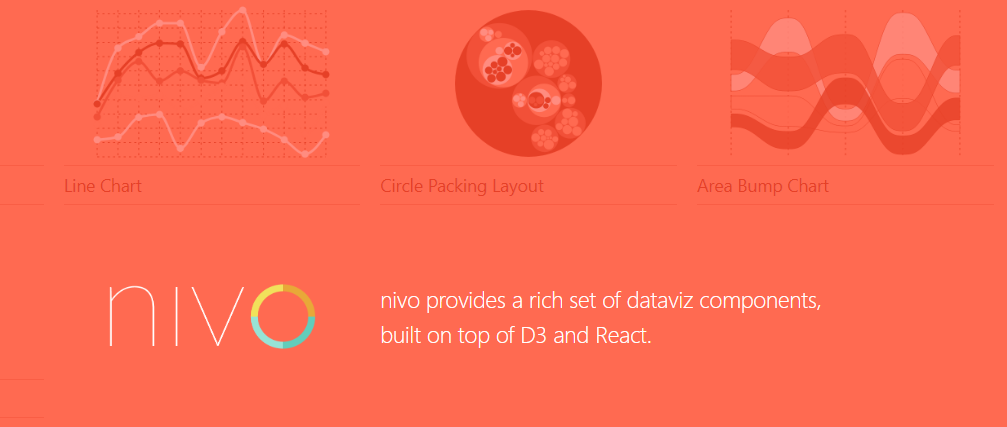 Line Chart
Circle Packing Layout
Area Bump Chart
nivo
nivo provides a rich set of dataviz components,
built on top of D3 and React.